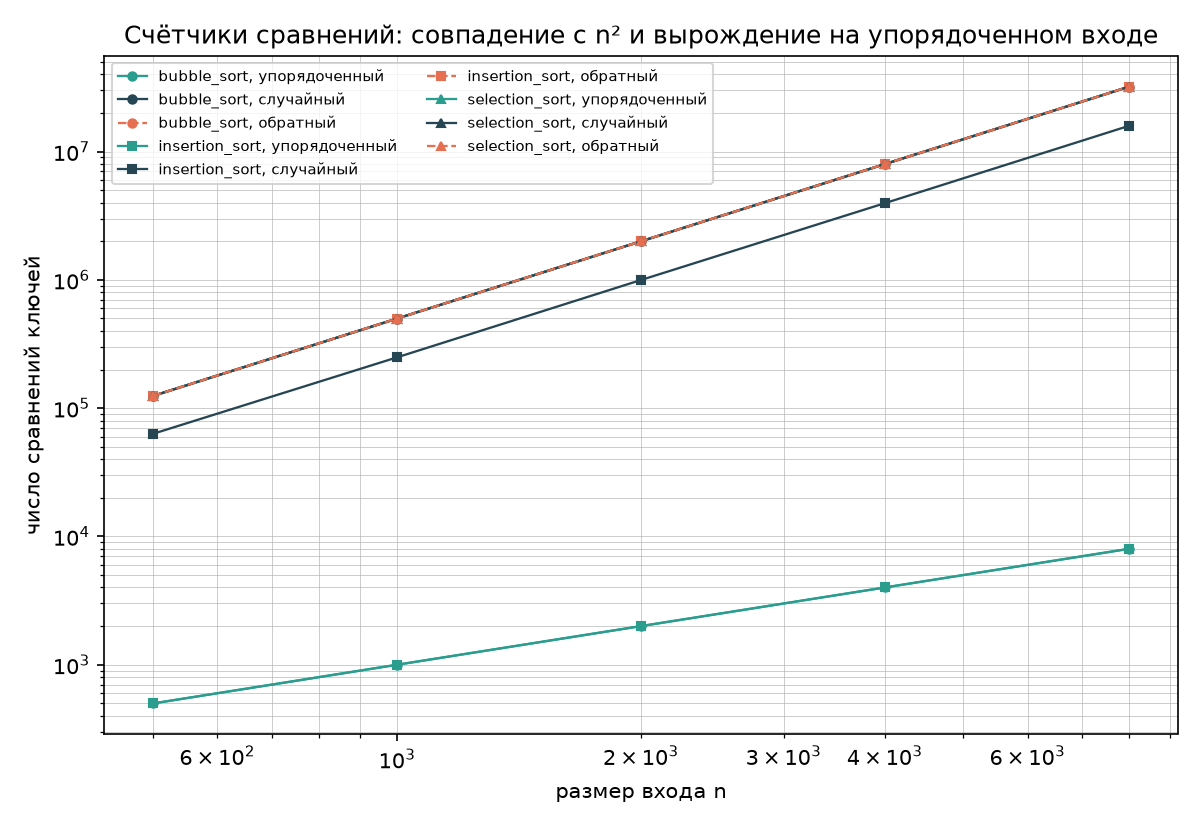 Счётчики сравнений: совпадение с n² и вырождение на упорядоченном входе
bubble_sort, упорядоченный
bubble_sort, случайный
bubble_sort, обратный
insertion_sort, упорядоченный
insertion_sort, случайный
insertion_sort, обратный
selection_sort, упорядоченный
selection_sort, случайный
selection_sort, обратный
число сравнений ключей
10⁷
10⁶
10⁵
10⁴
10³
6 × 10² 10³ 2 × 10³ 3 × 10³ 4 × 10³ 6 × 10³
размер входа n